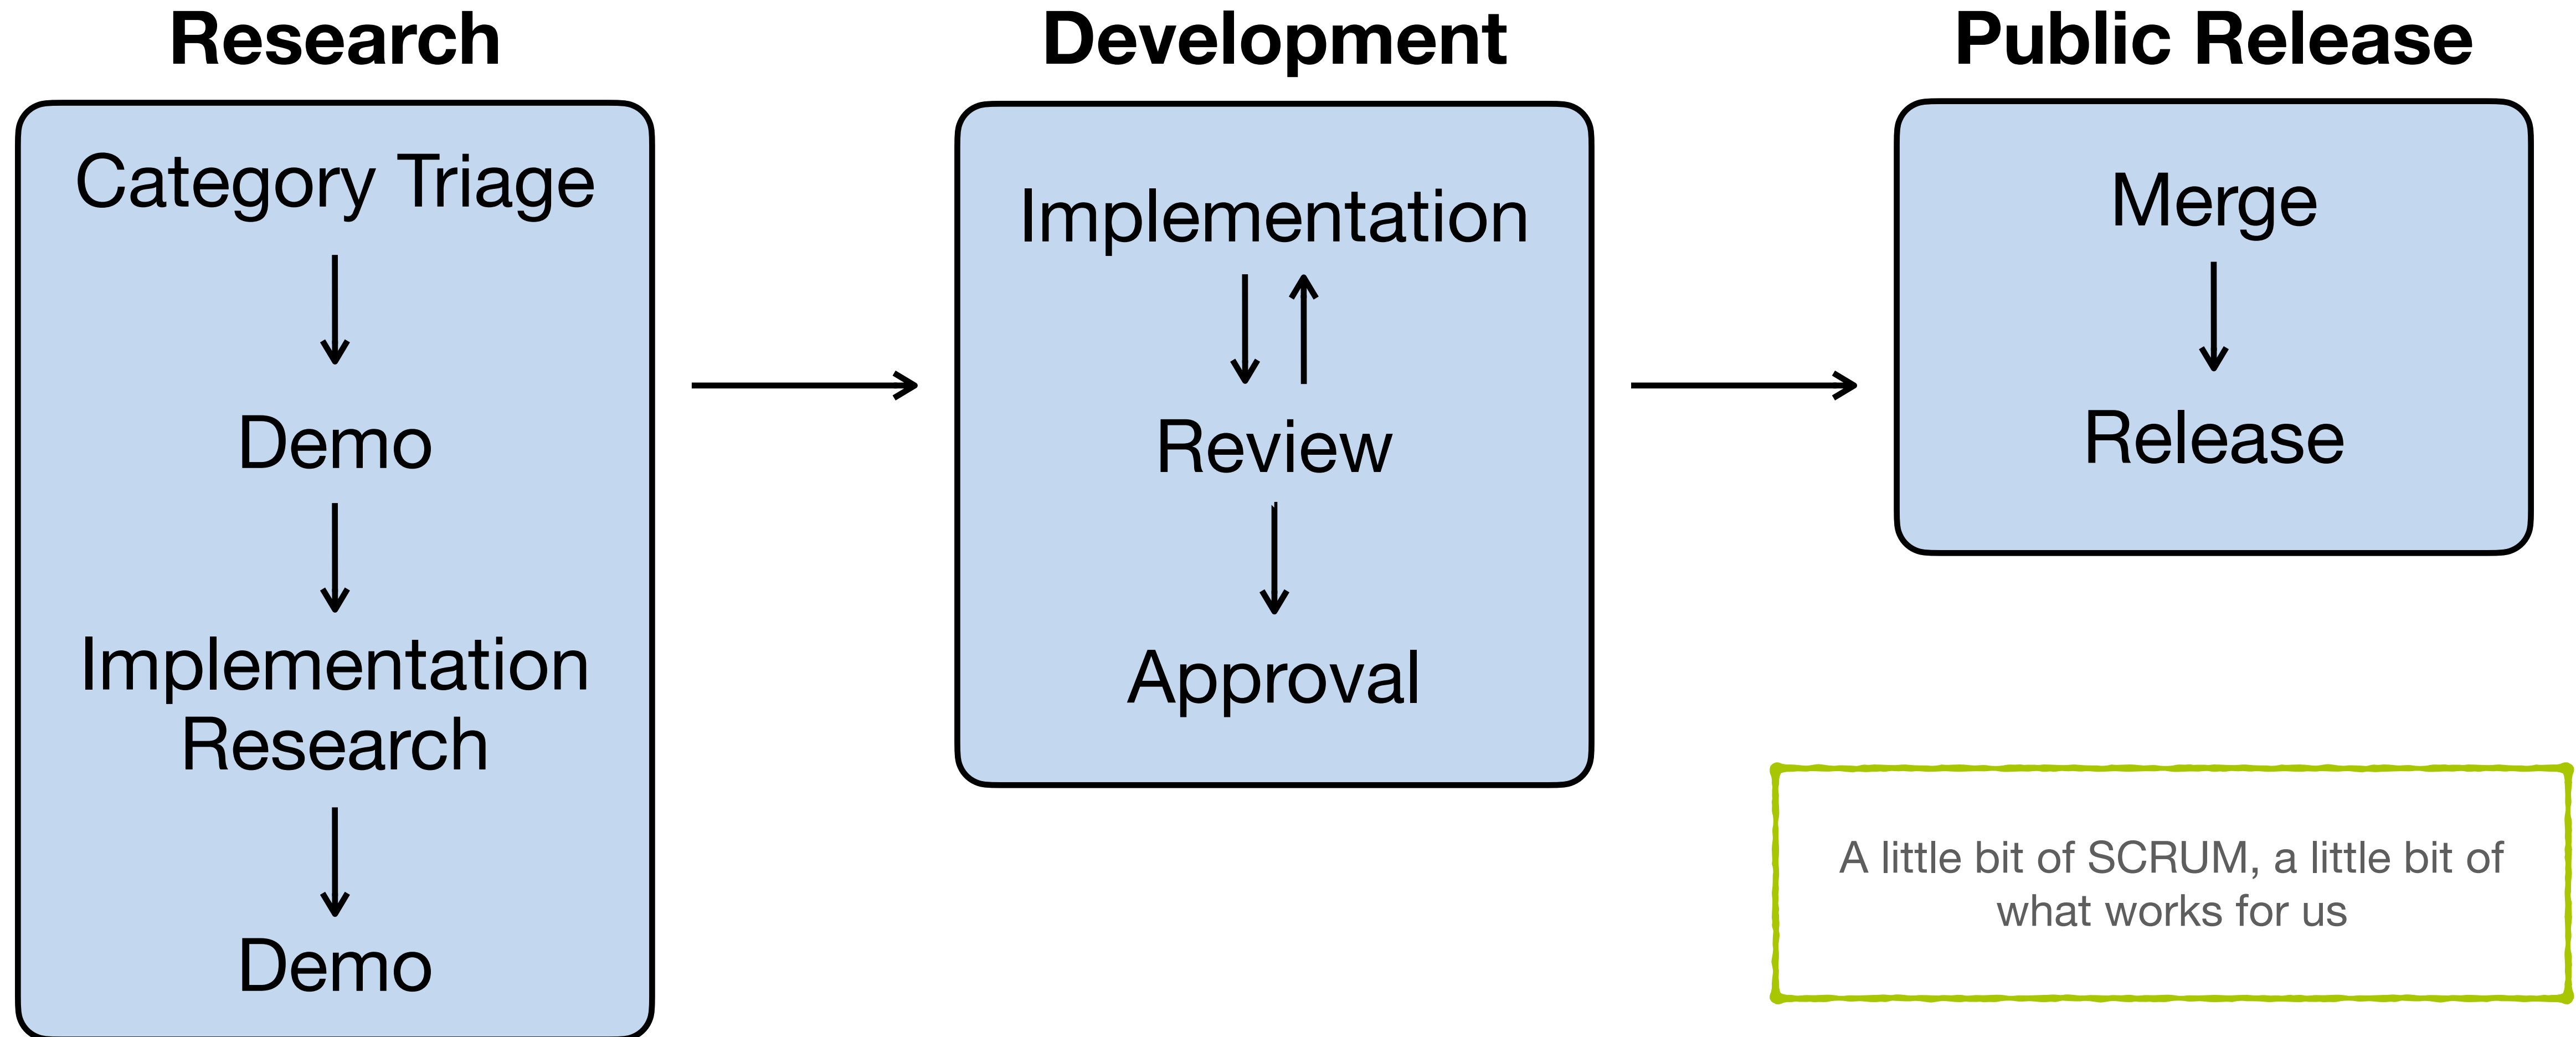 Research
Category Triage
Demo
Implementation
Research
Demo
Development
Implementation
Review
Approval
Public Release
Merge
Release
A little bit of SCRUM, a little bit of
what works for us